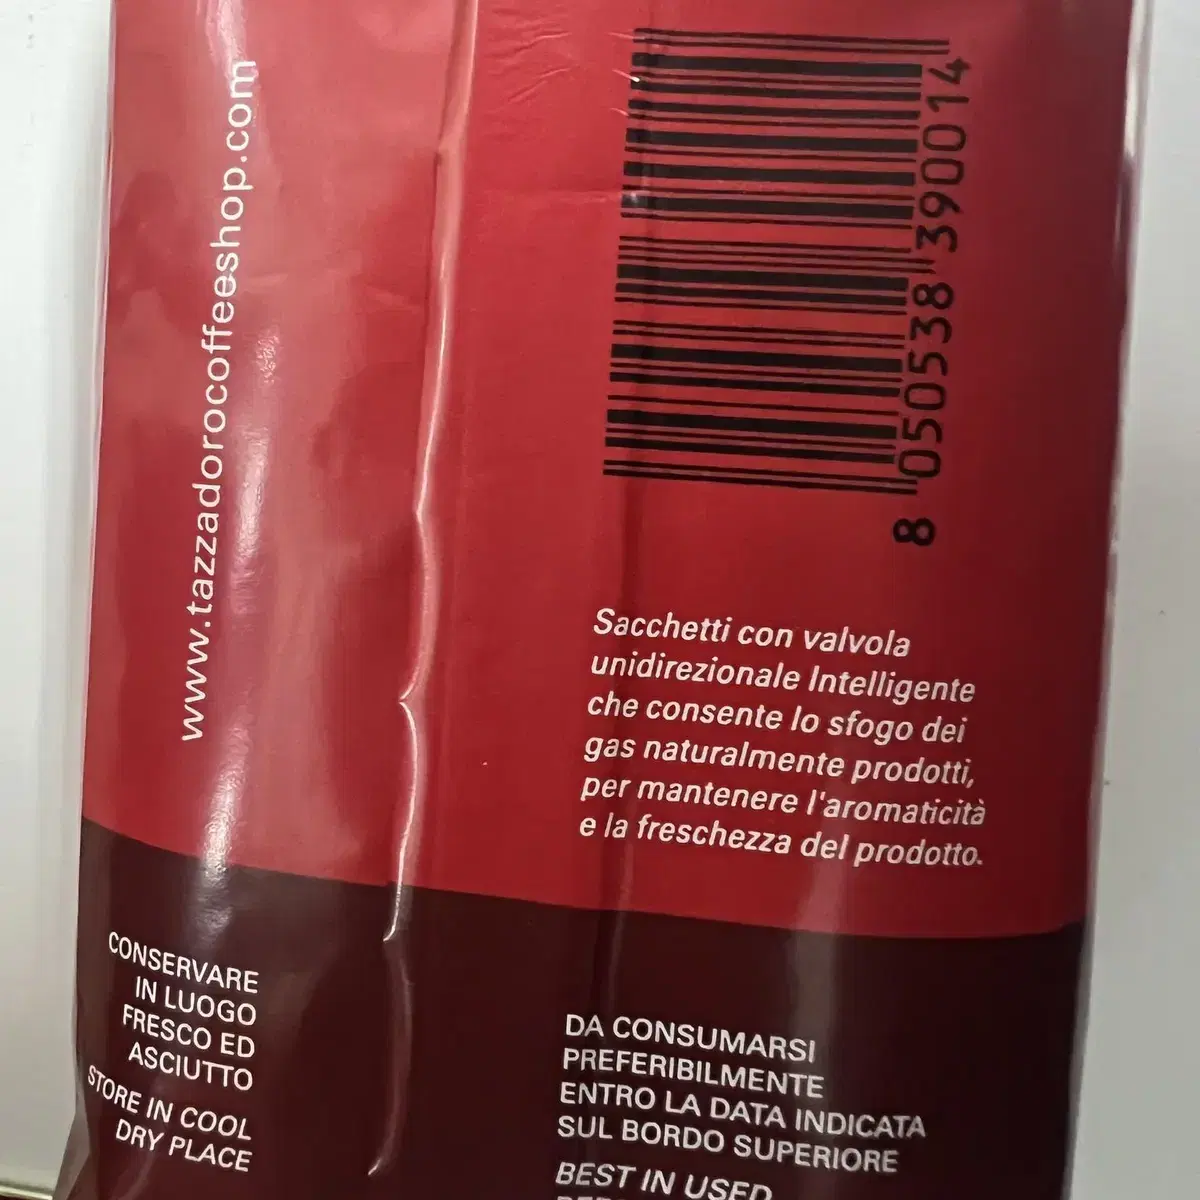 www.tazzadorocoffeeshop.com
8 050538 390014
Sacchetti con valvola
unidirezionale Intelligente
che consente lo sfogo dei
gas naturalmente prodotti,
per mantenere l'aromaticità
e la freschezza del prodotto.
CONSERVARE
IN LUOGO
FRESCO ED
ASCIUTTO
STORE IN COOL
DRY PLACE
DA CONSUMARSI
PREFERIBILMENTE
ENTRO LA DATA INDICATA
SUL BORDO SUPERIORE
BEST IN USED